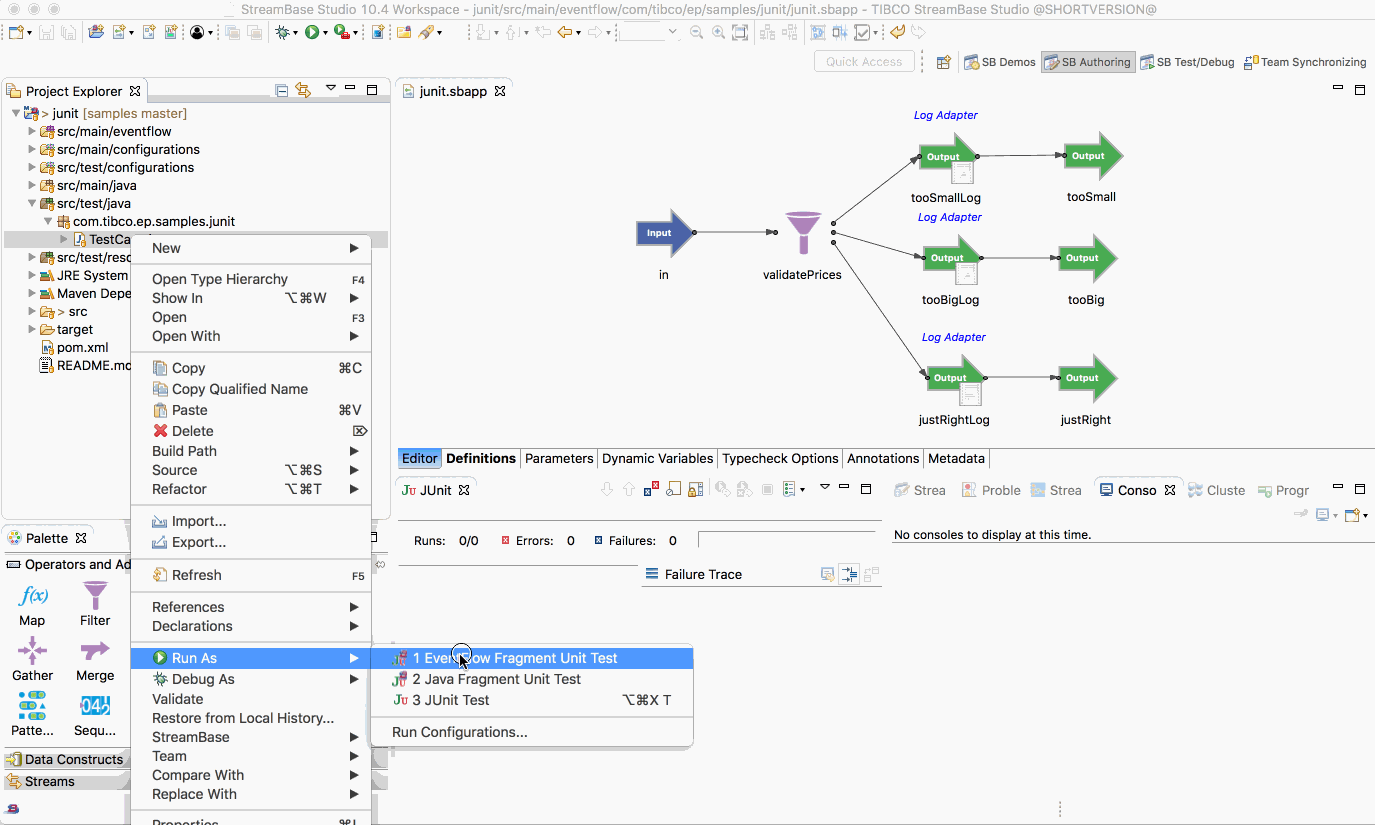 StreamBase Studio 10.4 Workspace - junit/src/main/eventflow/com/tibco/ep/samples/junit/junit.sbapp - TIBCO StreamBase Studio @SHORTVERSION@
Quick Access
SB Demos
SB Authoring
SB Test/Debug
Team Synchronizing
Project Explorer
> junit [samples master]
src/main/eventflow
src/main/configurations
src/test/configurations
src/main/java
src/test/java
com.tibco.ep.samples.junit
TestCa
src/test/reso
JRE System
Maven Depe
> src
target
pom.xml
README.md
New
Open Type Hierarchy F4
Show In ⌥⌘W
Open F3
Open With
Copy ⌘C
Copy Qualified Name
Paste ⌘V
Delete ⌦
Build Path
Source ⌥⌘S
Refactor ⌥⌘T
Import...
Export...
Refresh F5
References
Declarations
Run As
Debug As
Validate
Restore from Local History...
StreamBase
Team
Compare With
Replace With
Properties ⌘I
1 EventFlow Fragment Unit Test
2 Java Fragment Unit Test
3 JUnit Test ⌥⌘X T
Run Configurations...
Palette
Operators and Ad
f(x)
Map
Filter
Gather
Merge
Patte...
042
Sequ...
Data Constructs
Streams
junit.sbapp
Log Adapter
Output
Output
tooSmallLog
tooSmall
Log Adapter
Input
in
validatePrices
Output
Output
tooBigLog
tooBig
Log Adapter
Output
Output
justRightLog
justRight
Editor
Definitions
Parameters
Dynamic Variables
Typecheck Options
Annotations
Metadata
JU JUnit
Runs: 0/0
Errors: 0
Failures: 0
Failure Trace
Strea
Proble
Strea
Conso
Cluste
Progr
No consoles to display at this time.